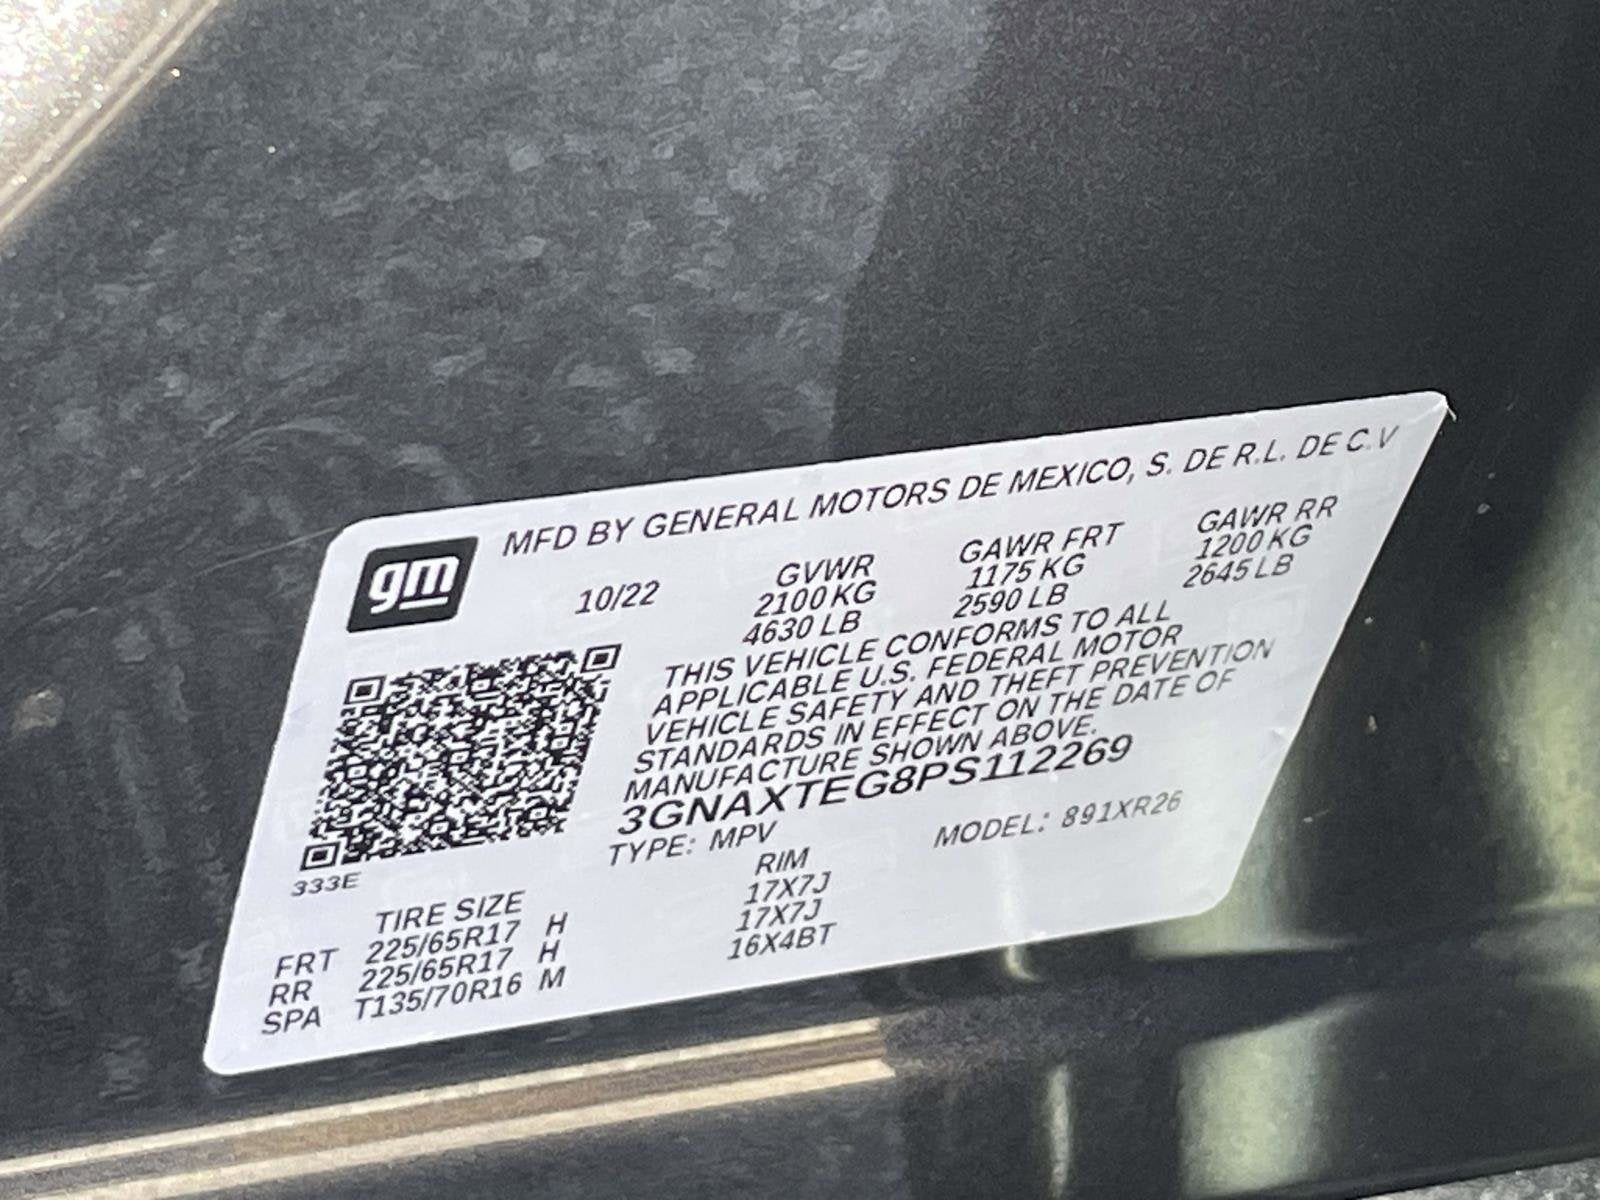 MFD BY GENERAL MOTORS DE MEXICO, S. DE R.L. DE C.V
gm
10/22
GVWR
2100 KG
4630 LB
GAWR FRT
1175 KG
2590 LB
GAWR RR
1200 KG
2645 LB
THIS VEHICLE CONFORMS TO ALL
APPLICABLE U.S. FEDERAL MOTOR
VEHICLE SAFETY AND THEFT PREVENTION
STANDARDS IN EFFECT ON THE DATE OF
MANUFACTURE SHOWN ABOVE.
3GNAXTEG8PS112269
TYPE: MPV MODEL: 891XR26
333E
TIRE SIZE RIM
FRT 225/65R17 H 17X7J
RR 225/65R17 H 17X7J
SPA T135/70R16 M 16X4BT